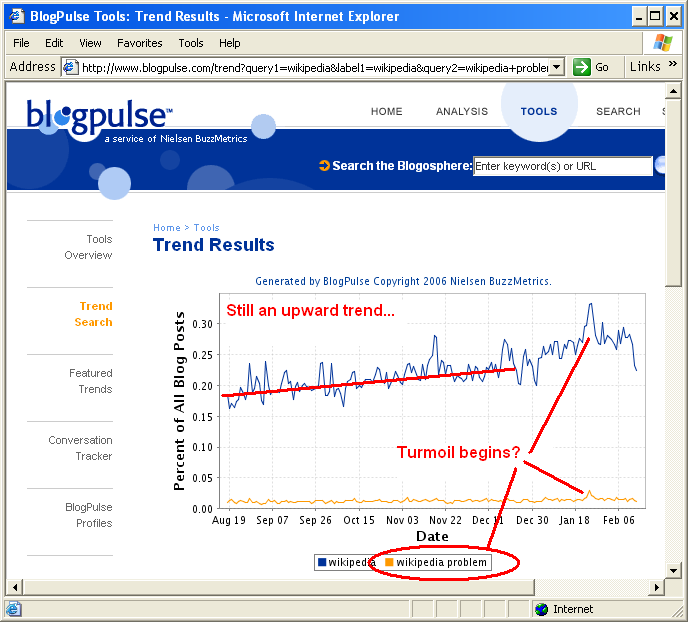 BlogPulse Tools: Trend Results - Microsoft Internet Explorer
File Edit View Favorites Tools Help
Address http://www.blogpulse.com/trend?query1=wikipedia&label1=wikipedia&query2=wikipedia+problem Go Links »
blogpulse™
a service of Nielsen BuzzMetrics
HOME ANALYSIS TOOLS SEARCH S
Search the Blogosphere: Enter keyword(s) or URL
Tools
Overview
Trend
Search
Featured
Trends
Conversation
Tracker
BlogPulse
Profiles
Home > Tools
Trend Results
Generated by BlogPulse Copyright 2006 Nielsen BuzzMetrics.
Still an upward trend...
Percent of All Blog Posts
0.30
0.25
0.20
0.15
0.10
0.05
0.00
Turmoil begins?
Aug 19 Sep 07 Sep 26 Oct 15 Nov 03 Nov 22 Dec 11 Dec 30 Jan 18 Feb 06
Date
wikipedia wikipedia problem
Internet